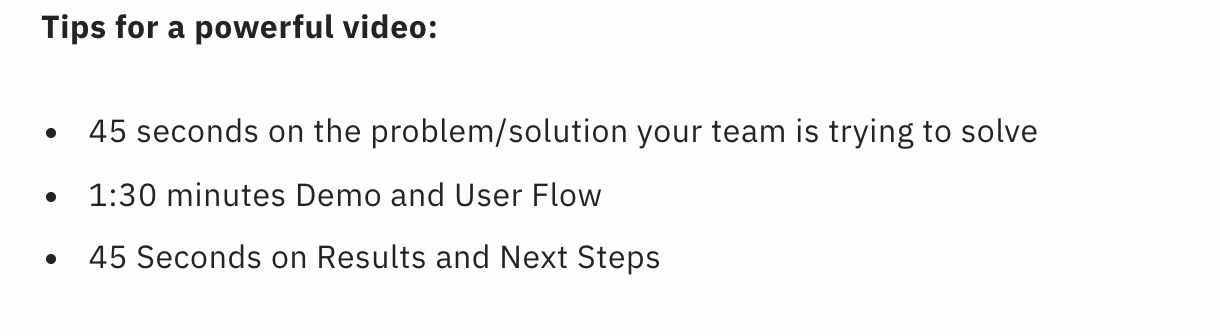 Tips for a powerful video:
• 45 seconds on the problem/solution your team is trying to solve
• 1:30 minutes Demo and User Flow
• 45 Seconds on Results and Next Steps